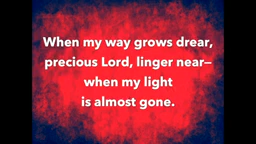 When my way grows drear,
precious Lord, linger near—
when my light
is almost gone.